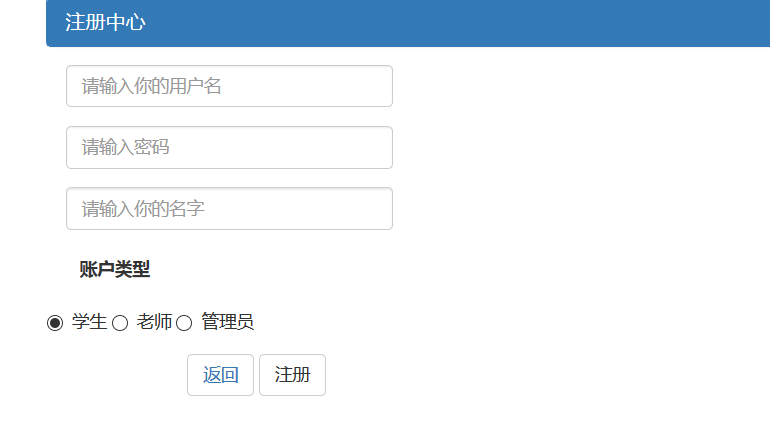 注册中心
请输入你的用户名
请输入密码
请输入你的名字
账户类型
学生 老师 管理员
返回 注册